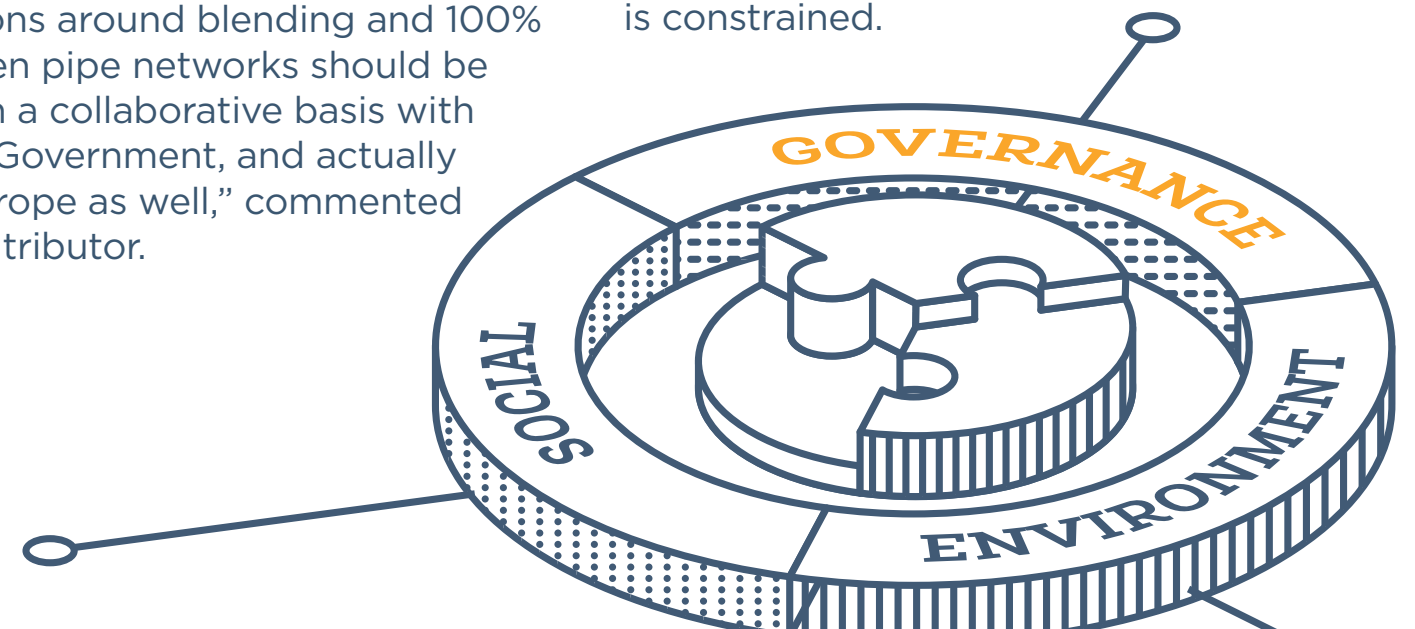 ons around blending and 100%
en pipe networks should be
n a collaborative basis with
Government, and actually
rope as well,” commented
tributor.
is constrained.
GOVERNANCE
SOCIAL
ENVIRONMENT